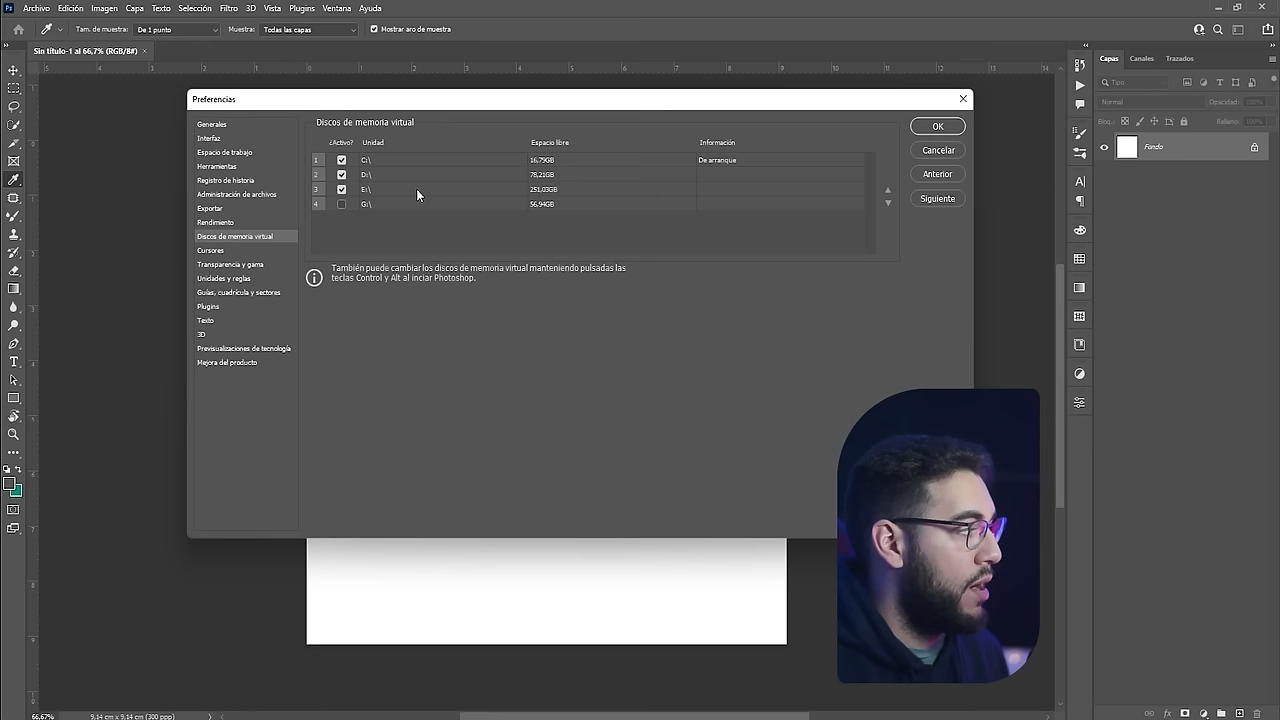 Ps Archivo Edición Imagen Capa Texto Selección Filtro 3D Vista Plugins Ventana Ayuda
Tam. de muestra: De 1 punto Muestra: Todas las capas Mostrar aro de muestra
Sin título-1 al 66,7% (RGB/8#) ×
Capas Canales Trazados
Tipo
Normal Opacidad: 100%
Bloq.: Relleno: 100%
Fondo
Preferencias
Generales
Interfaz
Espacio de trabajo
Herramientas
Registro de historia
Administración de archivos
Exportar
Rendimiento
Discos de memoria virtual
Cursores
Transparencia y gama
Unidades y reglas
Guías, cuadrícula y sectores
Plugins
Texto
3D
Previsualizaciones de tecnología
Mejora del producto
Discos de memoria virtual
¿Activo? Unidad Espacio libre Información
1 C:\ 16,79GB De arranque
2 D:\ 78,21GB
3 E:\ 251,03GB
4 G:\ 56,94GB
También puede cambiar los discos de memoria virtual manteniendo pulsadas las
teclas Control y Alt al inciar Photoshop.
OK
Cancelar
Anterior
Siguiente
66,67% 9,14 cm x 9,14 cm (300 ppp)